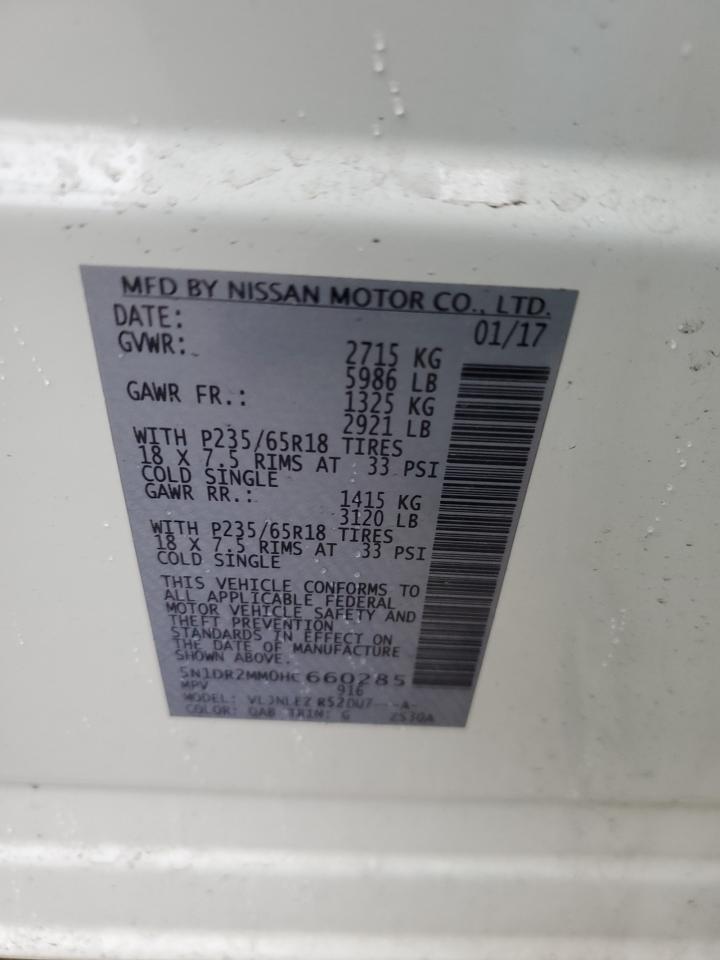 MFD BY NISSAN MOTOR CO., LTD.
DATE: 01/17
GVWR: 2715 KG
5986 LB
GAWR FR.: 1325 KG
2921 LB
WITH P235/65R18 TIRES
18 X 7.5 RIMS AT 33 PSI
COLD SINGLE
GAWR RR.: 1415 KG
3120 LB
WITH P235/65R18 TIRES
18 X 7.5 RIMS AT 33 PSI
COLD SINGLE
THIS VEHICLE CONFORMS TO
ALL APPLICABLE FEDERAL
MOTOR VEHICLE SAFETY AND
THEFT PREVENTION
STANDARDS IN EFFECT ON
THE DATE OF MANUFACTURE
SHOWN ABOVE.
5N1DR2MM0HC660285
MPV 916
MODEL:
COLOR: QAB TRIM: G